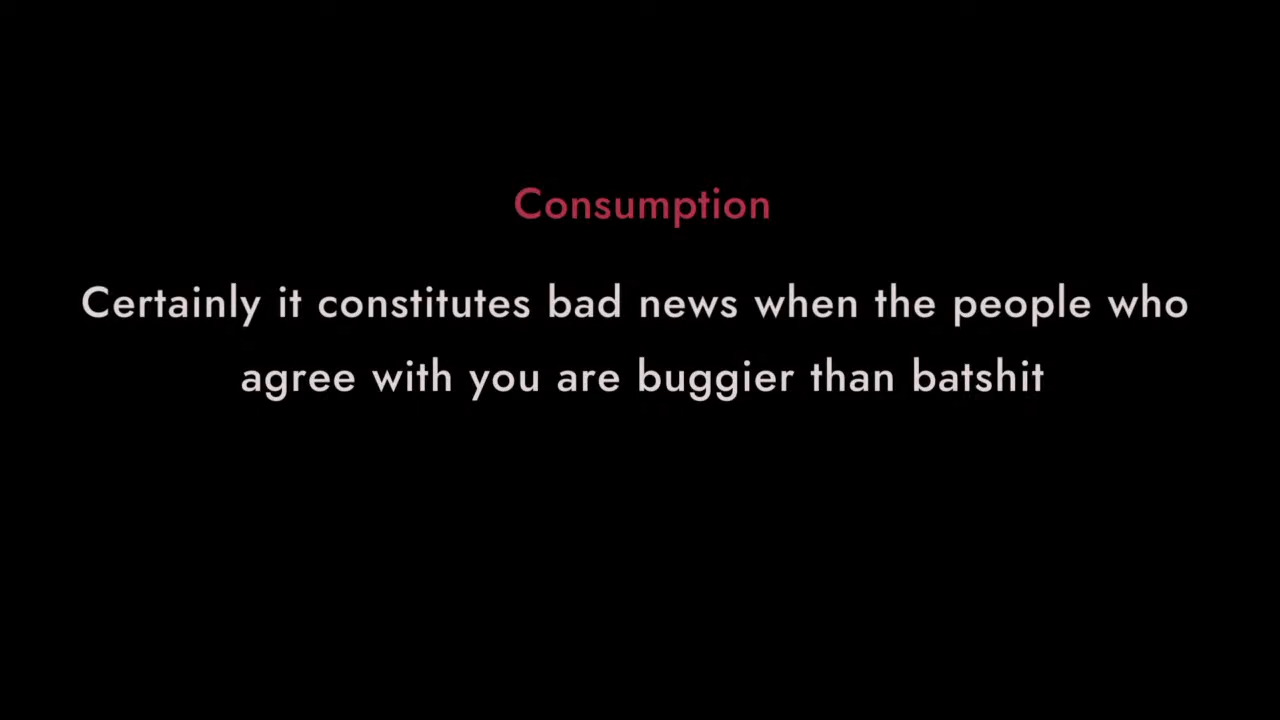 Consumption
Certainly it constitutes bad news when the people who
agree with you are buggier than batshit